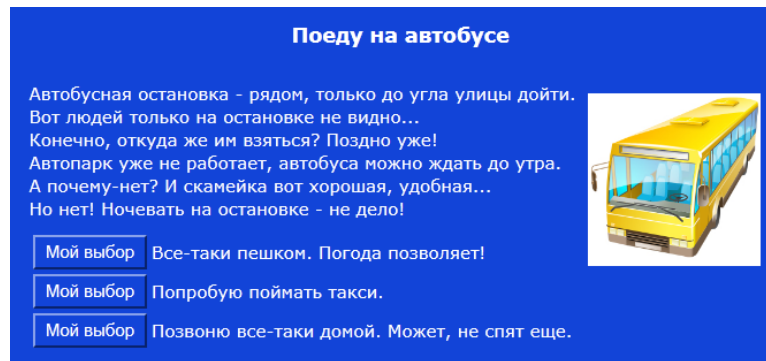 Поеду на автобусе
Автобусная остановка - рядом, только до угла улицы дойти.
Вот людей только на остановке не видно...
Конечно, откуда же им взяться? Поздно уже!
Автопарк уже не работает, автобуса можно ждать до утра.
А почему-нет? И скамейка вот хорошая, удобная...
Но нет! Ночевать на остановке - не дело!
Мой выбор Все-таки пешком. Погода позволяет!
Мой выбор Попробую поймать такси.
Мой выбор Позвоню все-таки домой. Может, не спят еще.